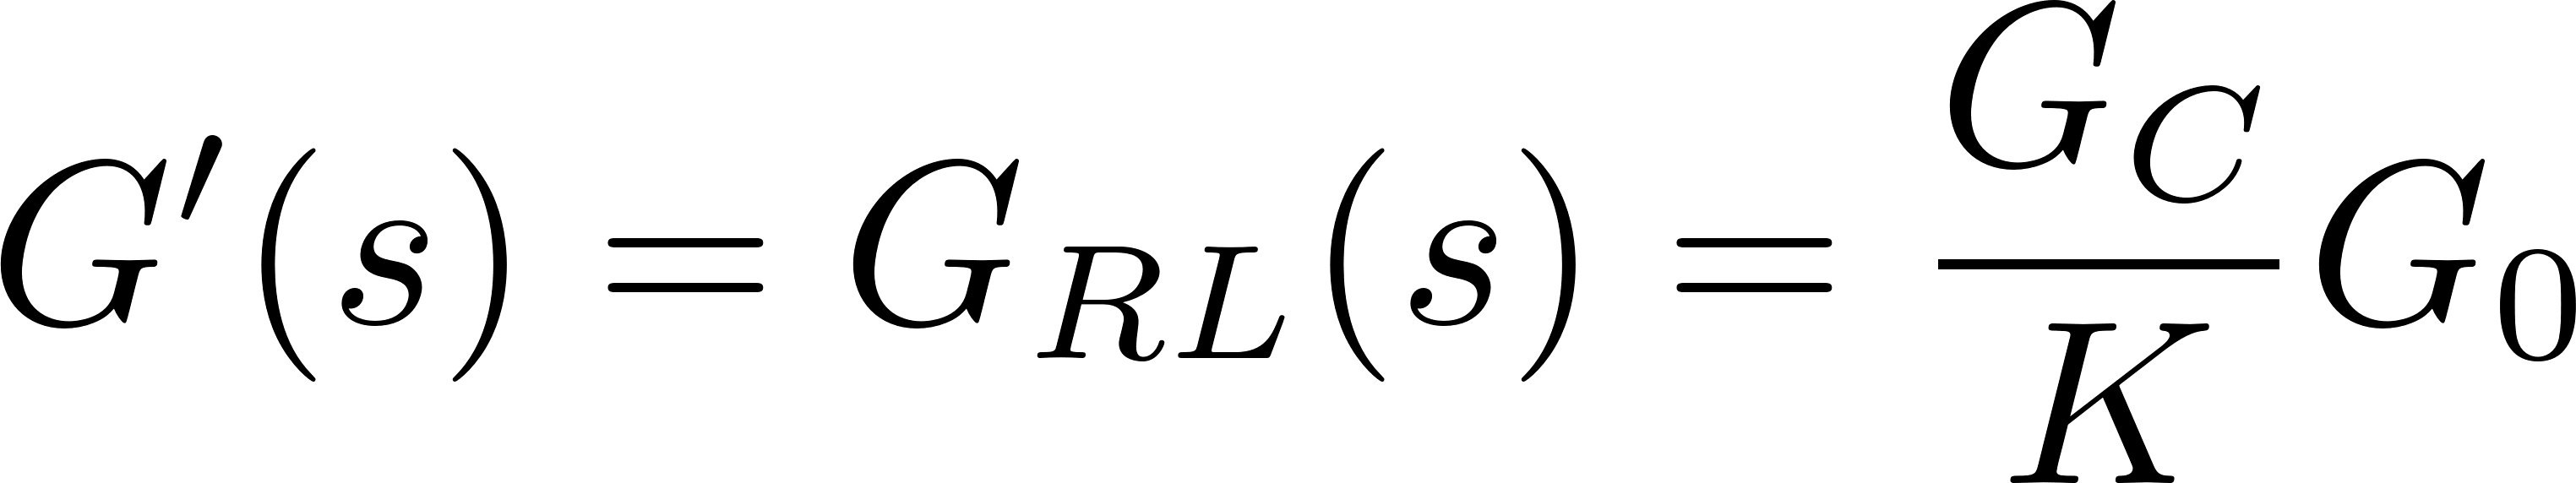 G′(s) = G_{RL}(s) = \frac{G_C}{K} G_0